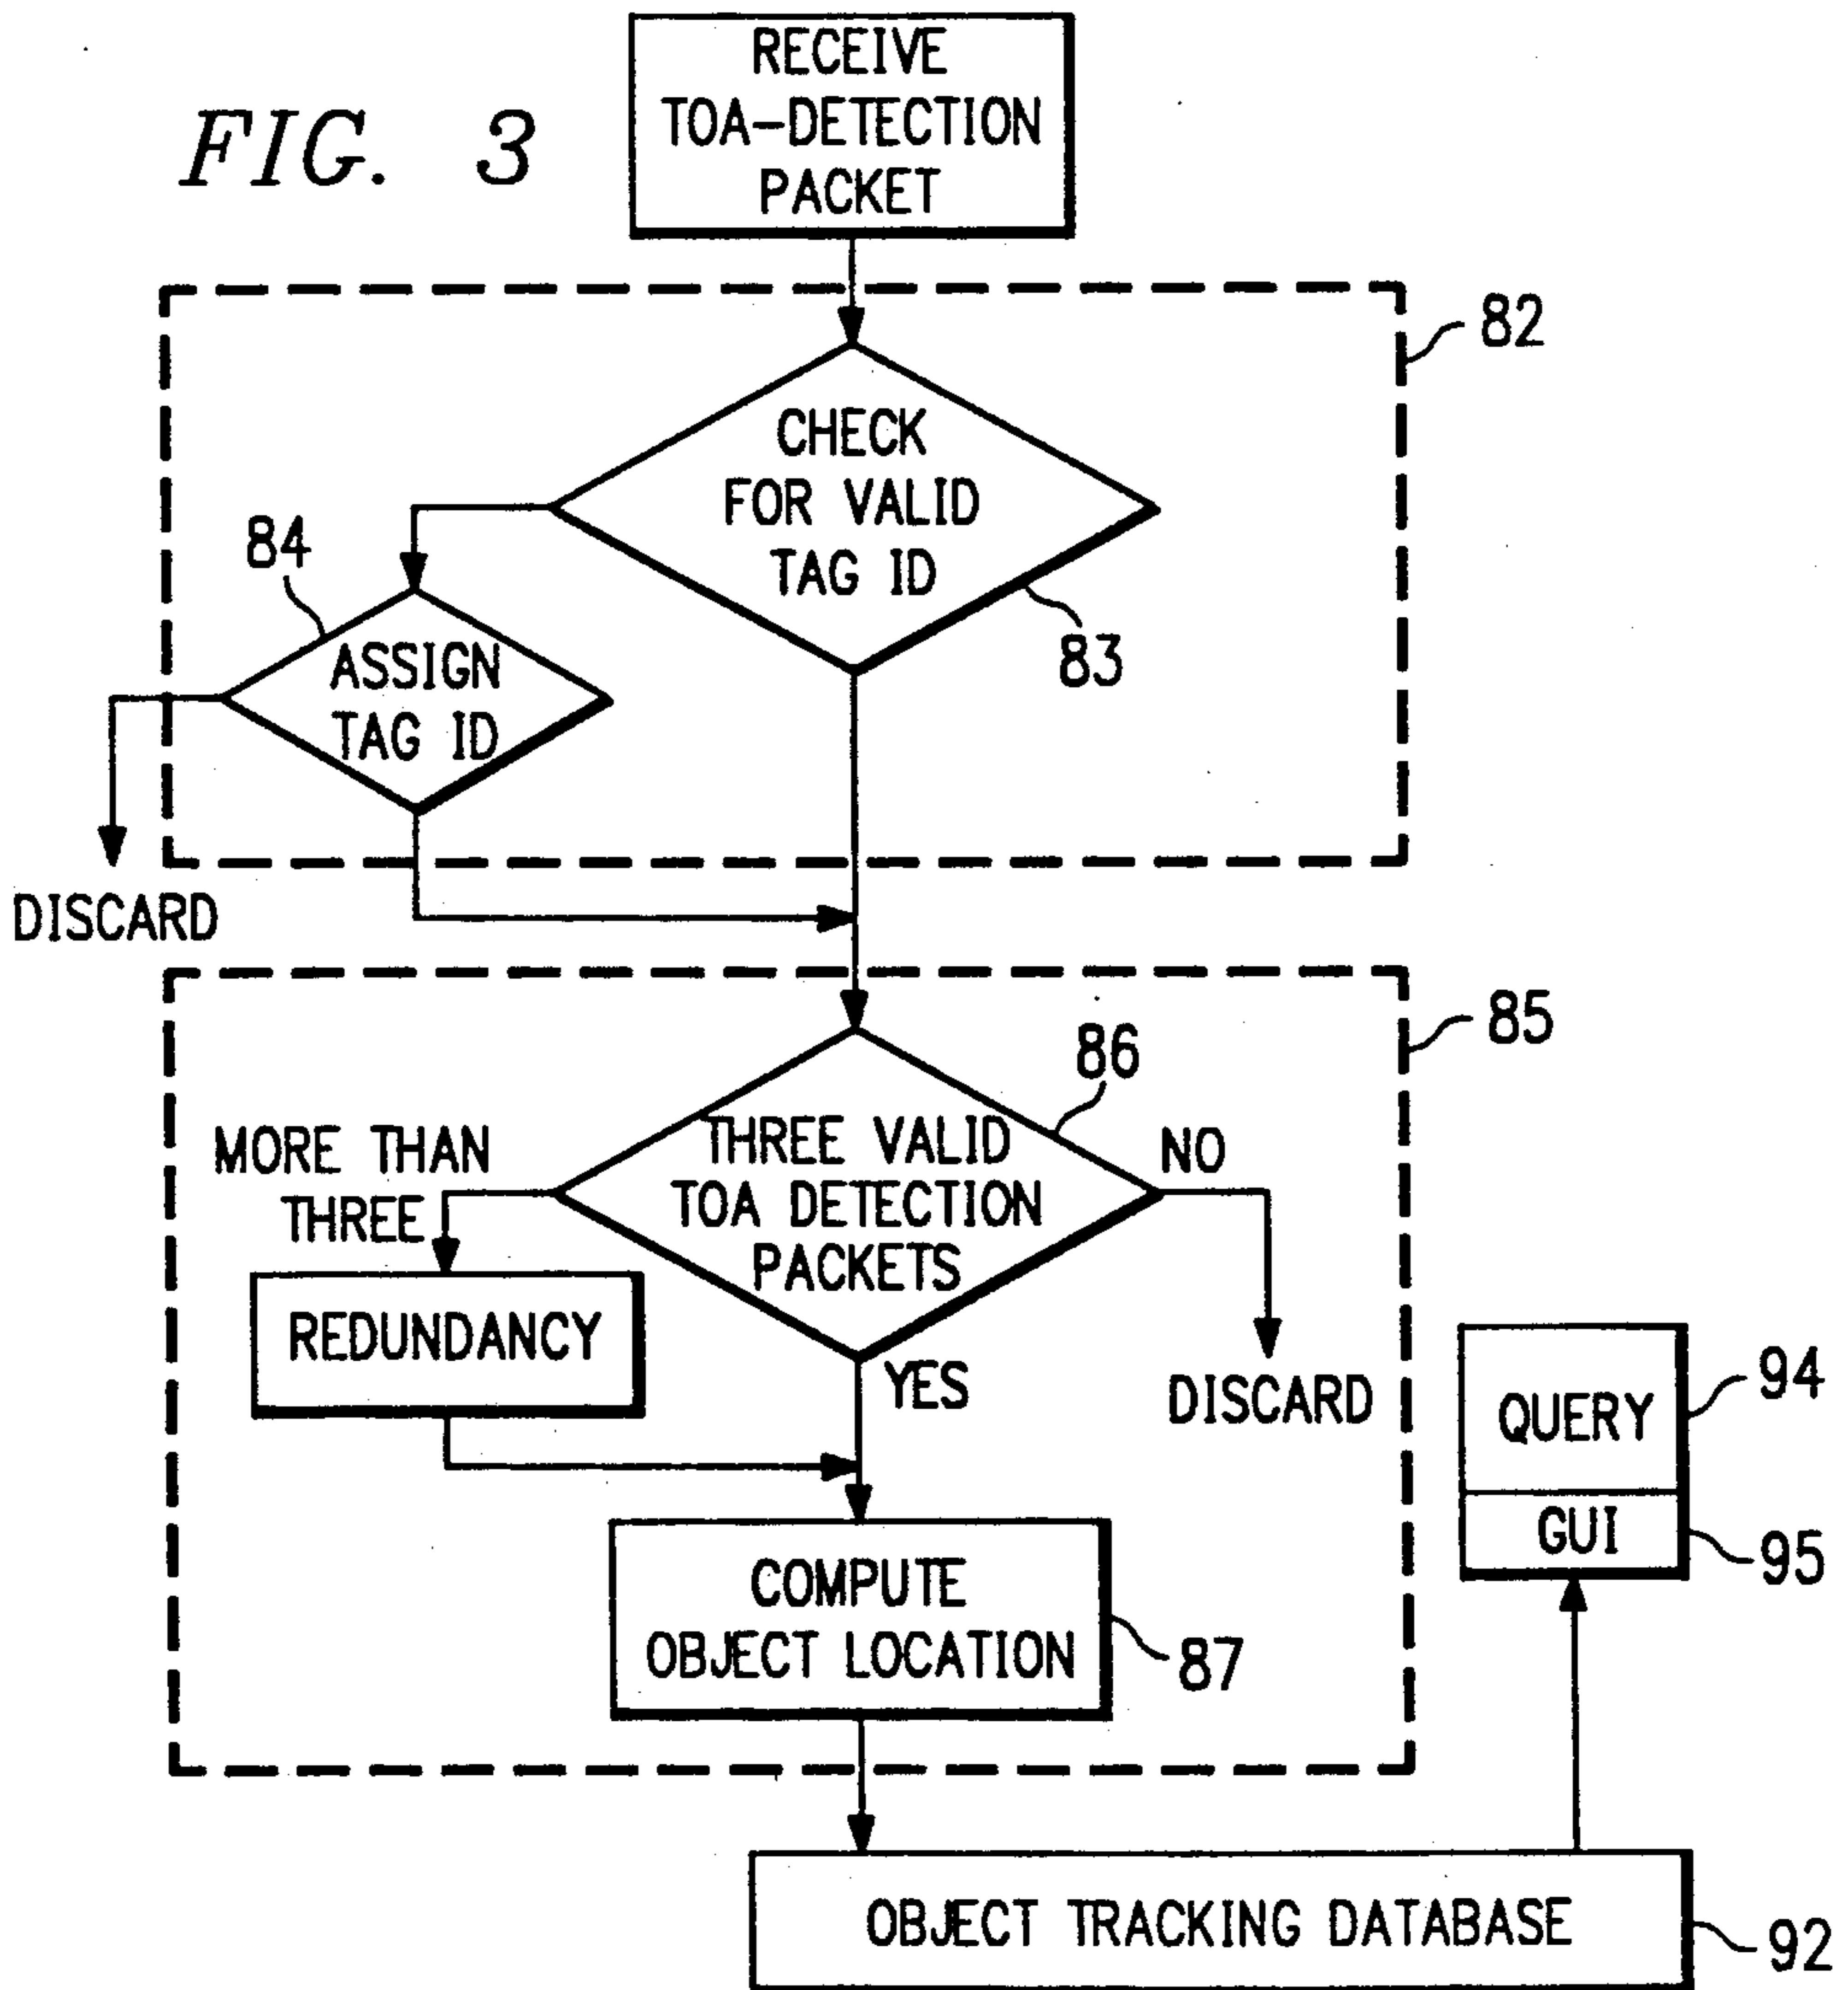 FIG. 3
RECEIVE
TOA-DETECTION
PACKET
82
CHECK
FOR VALID
TAG ID
83
84
ASSIGN
TAG ID
DISCARD
85
86
THREE VALID
TOA DETECTION
PACKETS
MORE THAN
THREE
NO
REDUNDANCY
YES
DISCARD
QUERY
94
GUI
95
COMPUTE
OBJECT LOCATION
87
OBJECT TRACKING DATABASE
92